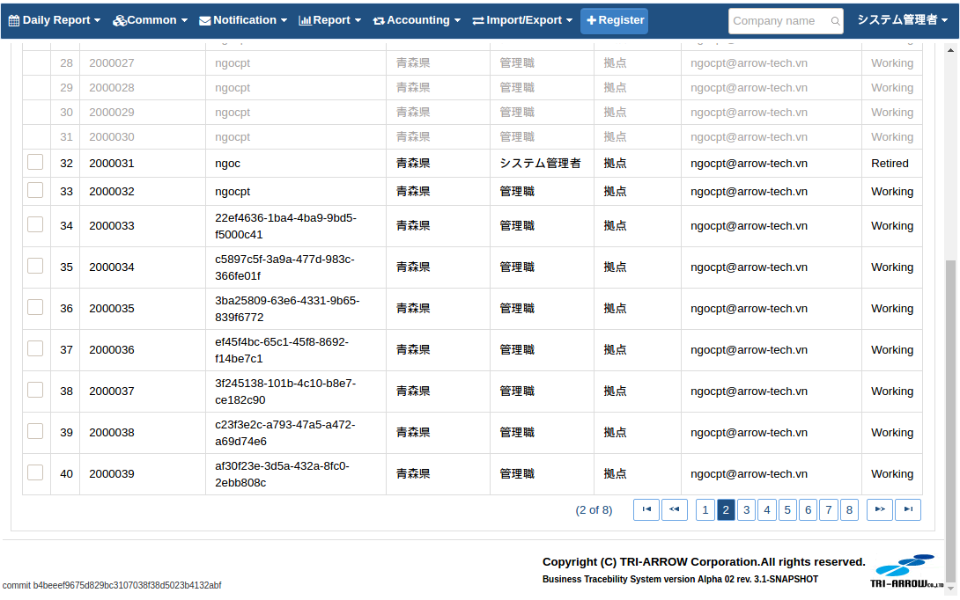 Daily Report Common Notification Report Accounting Import/Export Register Company name システム管理者
28 2000027 ngocpt 青森県 管理職 拠点 ngocpt@arrow-tech.vn Working
29 2000028 ngocpt 青森県 管理職 拠点 ngocpt@arrow-tech.vn Working
30 2000029 ngocpt 青森県 管理職 拠点 ngocpt@arrow-tech.vn Working
31 2000030 ngocpt 青森県 管理職 拠点 ngocpt@arrow-tech.vn Working
32 2000031 ngoc 青森県 システム管理者 拠点 ngocpt@arrow-tech.vn Retired
33 2000032 ngocpt 青森県 管理職 拠点 ngocpt@arrow-tech.vn Working
34 2000033 22ef4636-1ba4-4ba9-9bd5- 青森県 管理職 拠点 ngocpt@arrow-tech.vn Working
f5000c41
35 2000034 c5897c5f-3a9a-477d-983c- 青森県 管理職 拠点 ngocpt@arrow-tech.vn Working
366fe01f
36 2000035 3ba25809-63e6-4331-9b65- 青森県 管理職 拠点 ngocpt@arrow-tech.vn Working
839f6772
37 2000036 ef45f4bc-65c1-45f8-8692- 青森県 管理職 拠点 ngocpt@arrow-tech.vn Working
f14be7c1
38 2000037 3f245138-101b-4c10-b8e7- 青森県 管理職 拠点 ngocpt@arrow-tech.vn Working
ce182c90
39 2000038 c23f3e2c-a793-47a5-a472- 青森県 管理職 拠点 ngocpt@arrow-tech.vn Working
a69d74e6
40 2000039 af30f23e-3d5a-432a-8fc0- 青森県 管理職 拠点 ngocpt@arrow-tech.vn Working
2ebb808c
(2 of 8) 1 2 3 4 5 6 7 8
Copyright (C) TRI-ARROW Corporation.All rights reserved.
Business Tracebility System version Alpha 02 rev. 3.1-SNAPSHOT
TRI-ARROW Co.,Ltd
commit b4beeef9675d829bc3107038f38d5023b4132abf